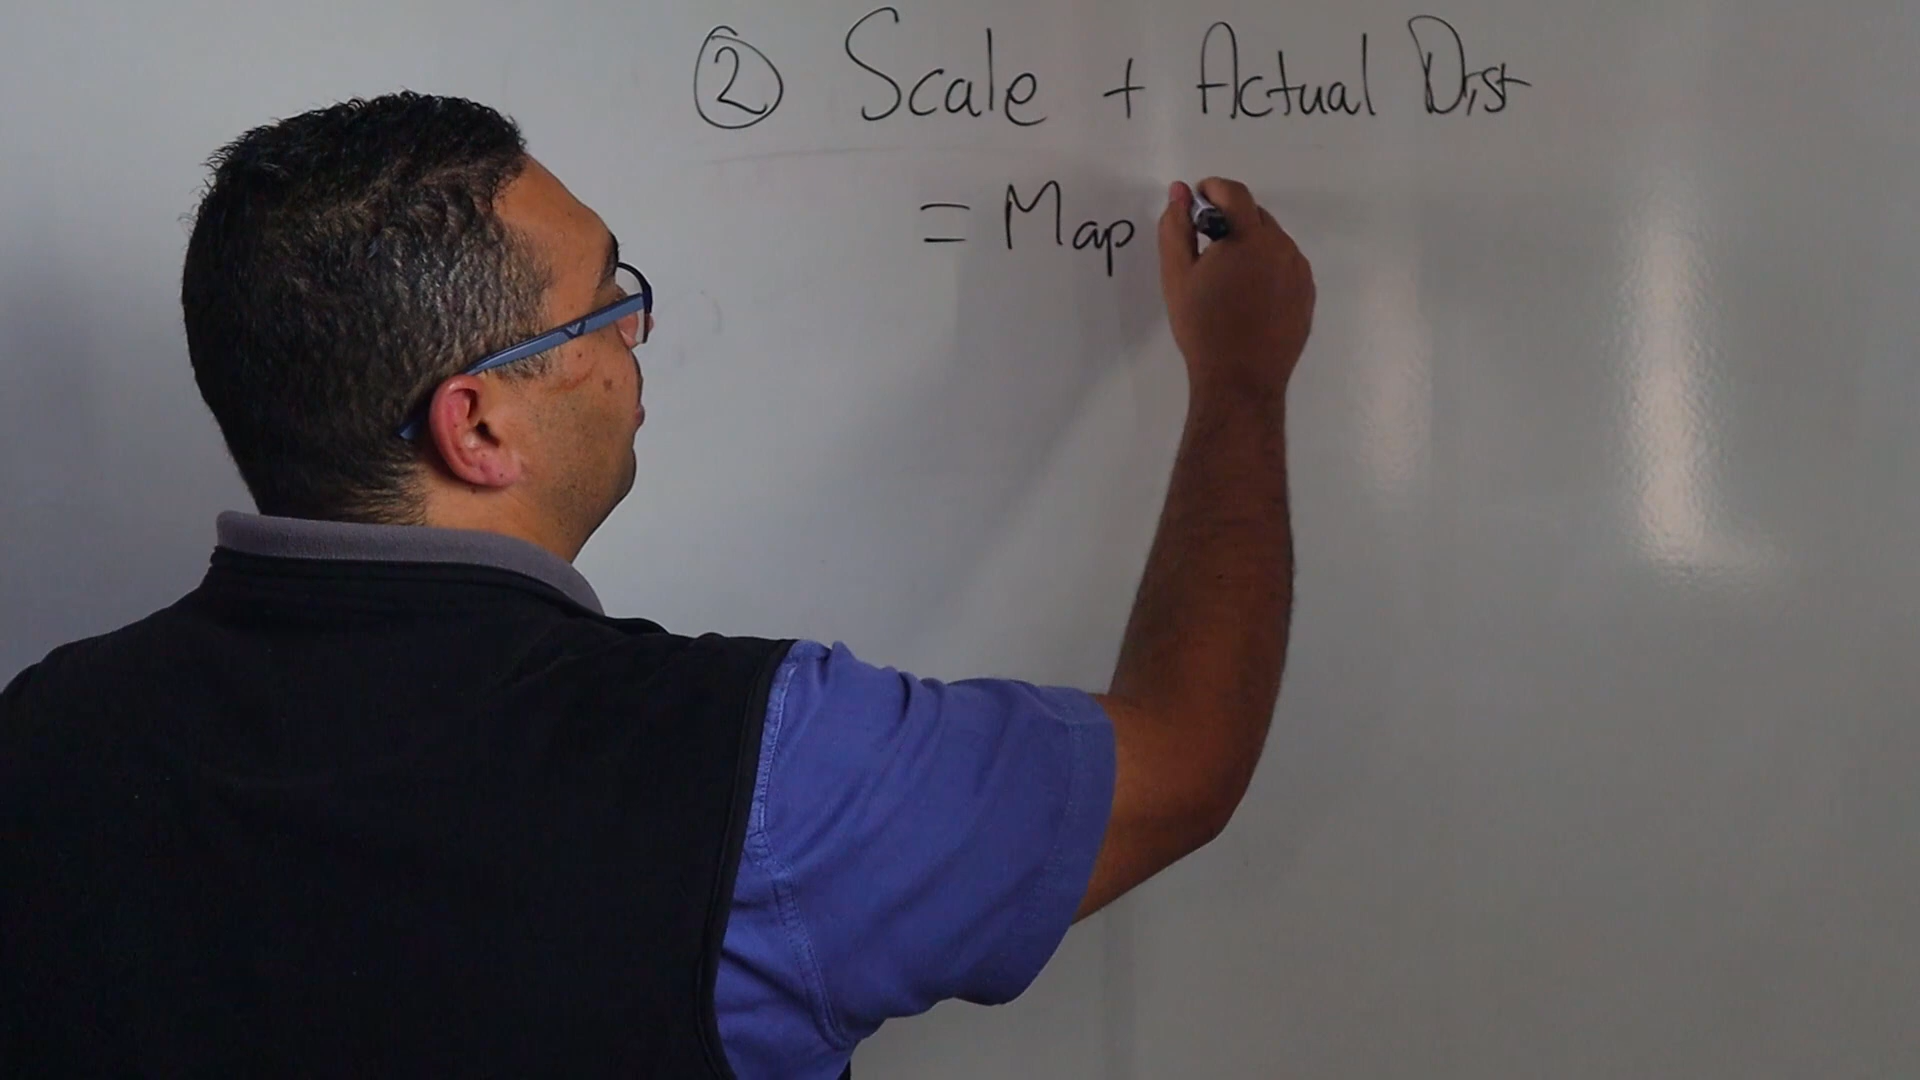 ② Scale + Actual Dist
= Map